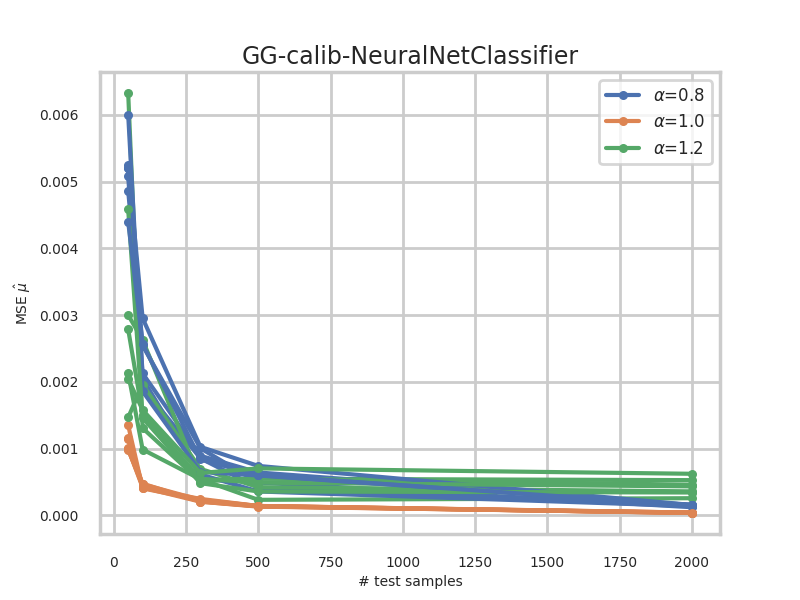 GG-calib-NeuralNetClassifier
α=0.8
α=1.0
α=1.2
0.006
0.005
0.004
0.003
0.002
0.001
0.000
MSE μ̂
0 250 500 750 1000 1250 1500 1750 2000
# test samples